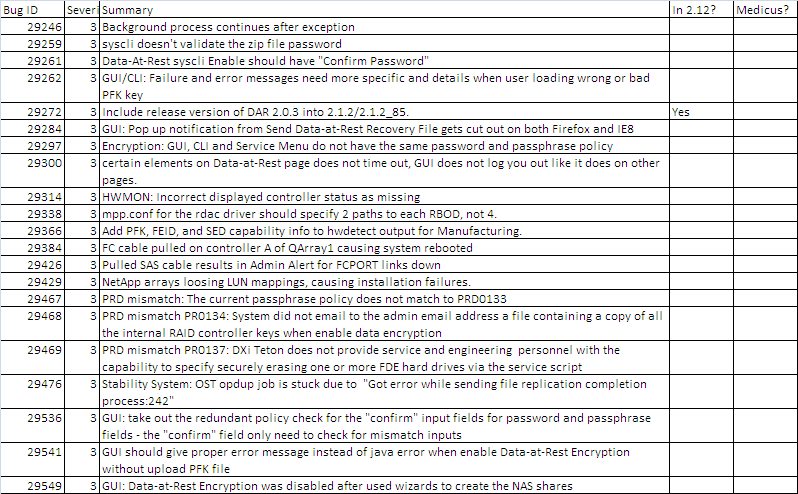 Bug ID Severi Summary In 2.12? Medicus?
29246 3 Background process continues after exception
29259 3 syscli doesn't validate the zip file password
29261 3 Data-At-Rest syscli Enable should have "Confirm Password"
29262 3 GUI/CLI: Failure and error messages need more specific and details when user loading wrong or bad
PFK key
29272 3 Include release version of DAR 2.0.3 into 2.1.2/2.1.2_85. Yes
29284 3 GUI: Pop up notification from Send Data-at-Rest Recovery File gets cut out on both Firefox and IE8
29297 3 Encryption: GUI, CLI and Service Menu do not have the same password and passphrase policy
29300 3 certain elements on Data-at-Rest page does not time out, GUI does not log you out like it does on other
pages.
29314 3 HWMON: Incorrect displayed controller status as missing
29338 3 mpp.conf for the rdac driver should specify 2 paths to each RBOD, not 4.
29366 3 Add PFK, FEID, and SED capability info to hwdetect output for Manufacturing.
29384 3 FC cable pulled on controller A of QArray1 causing system rebooted
29426 3 Pulled SAS cable results in Admin Alert for FCPORT links down
29429 3 NetApp arrays loosing LUN mappings, causing installation failures.
29467 3 PRD mismatch: The current passphrase policy does not match to PRD0133
29468 3 PRD mismatch PR0134: System did not email to the admin email address a file containing a copy of all
the internal RAID controller keys when enable data encryption
29469 3 PRD mismatch PR0137: DXi Teton does not provide service and engineering personnel with the
capability to specify securely erasing one or more FDE hard drives via the service script
29476 3 Stability System: OST opdup job is stuck due to "Got error while sending file replication completion
process:242"
29536 3 GUI: take out the redundant policy check for the "confirm" input fields for password and passphrase
fields - the "confirm" field only need to check for mismatch inputs
29541 3 GUI should give proper error message instead of java error when enable Data-at-Rest Encryption
without upload PFK file
29549 3 GUI: Data-at-Rest Encryption was disabled after used wizards to create the NAS shares